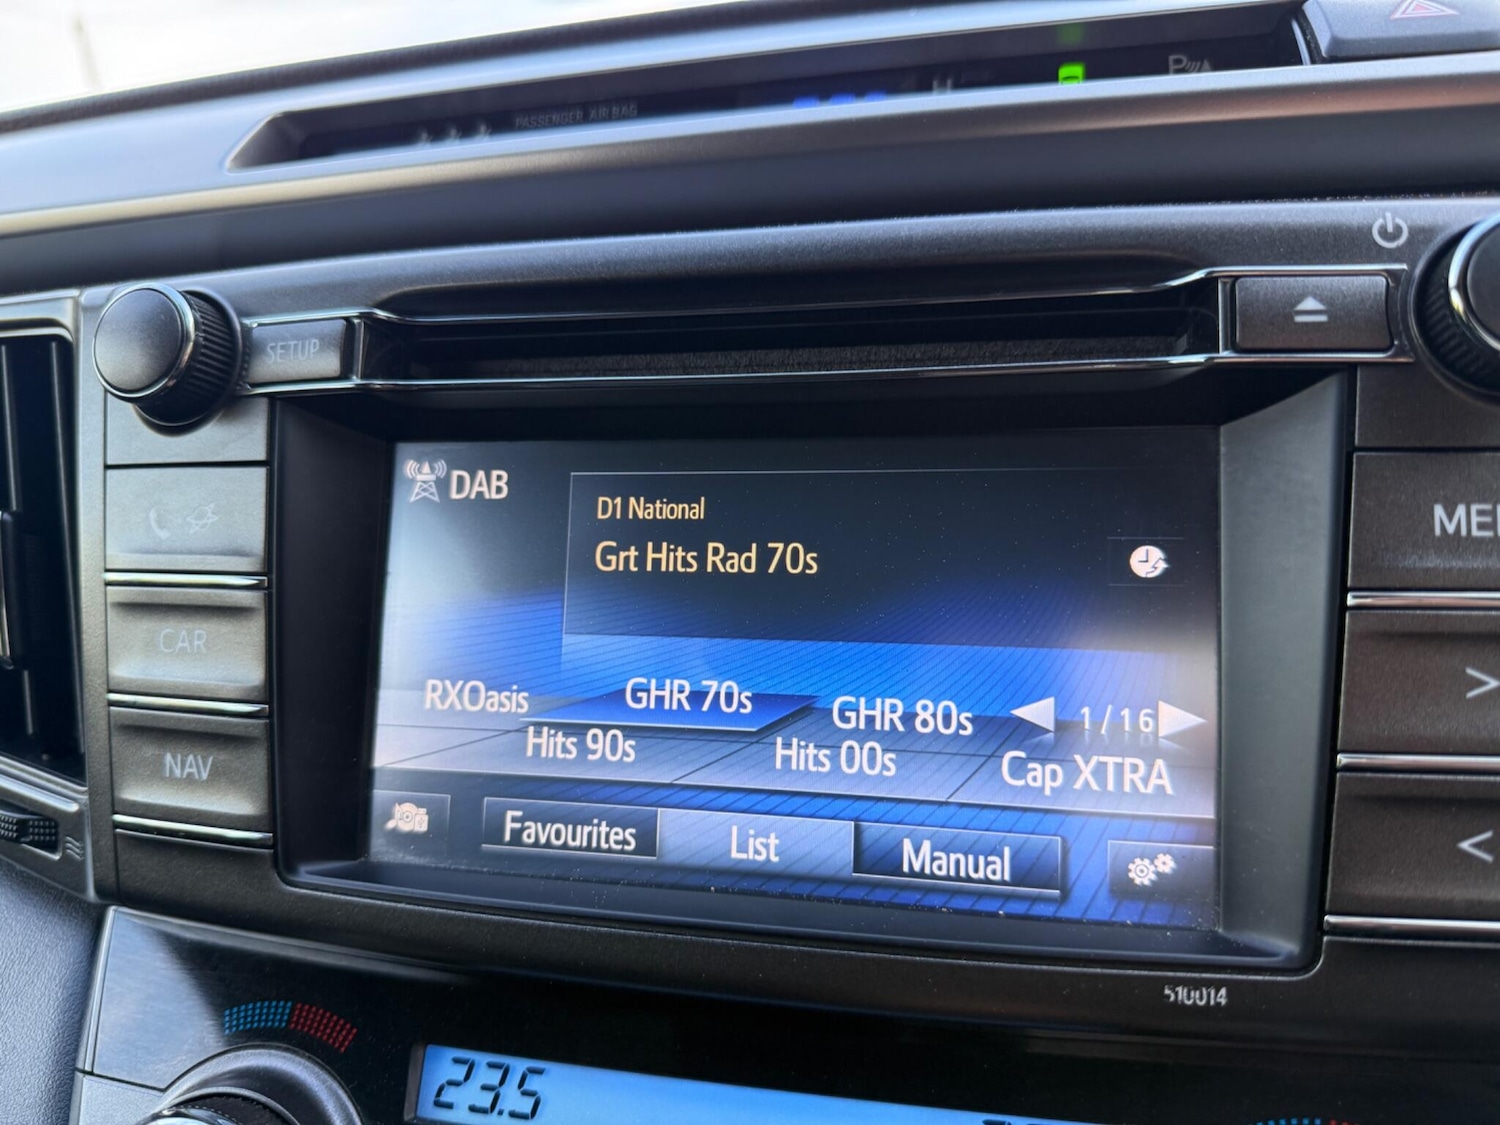 PASSENGER AIR BAG
SETUP
DAB
D1 National
Grt Hits Rad 70s
RXOasis
GHR 70s
GHR 80s
1/16
Hits 90s
Hits 00s
Cap XTRA
Favourites
List
Manual
CAR
NAV
510014
23.5